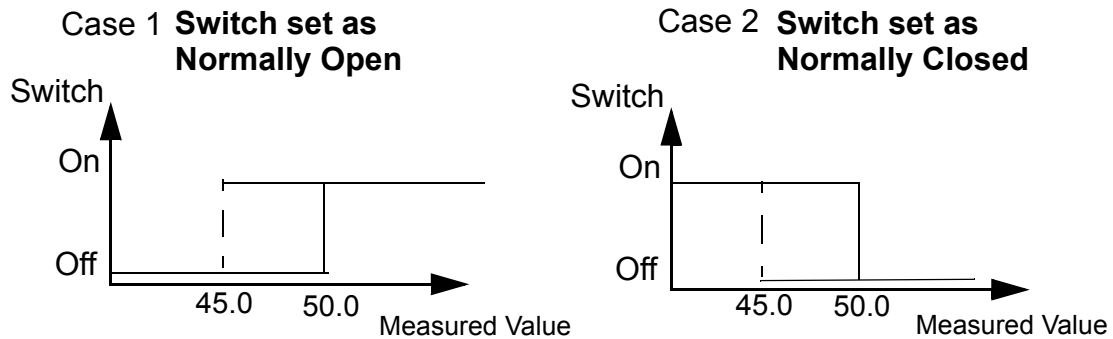 Case 1 Switch set as
Normally Open
Switch
On
Off
45.0
50.0
Measured Value
Case 2 Switch set as
Normally Closed
Switch
On
Off
45.0
50.0
Measured Value